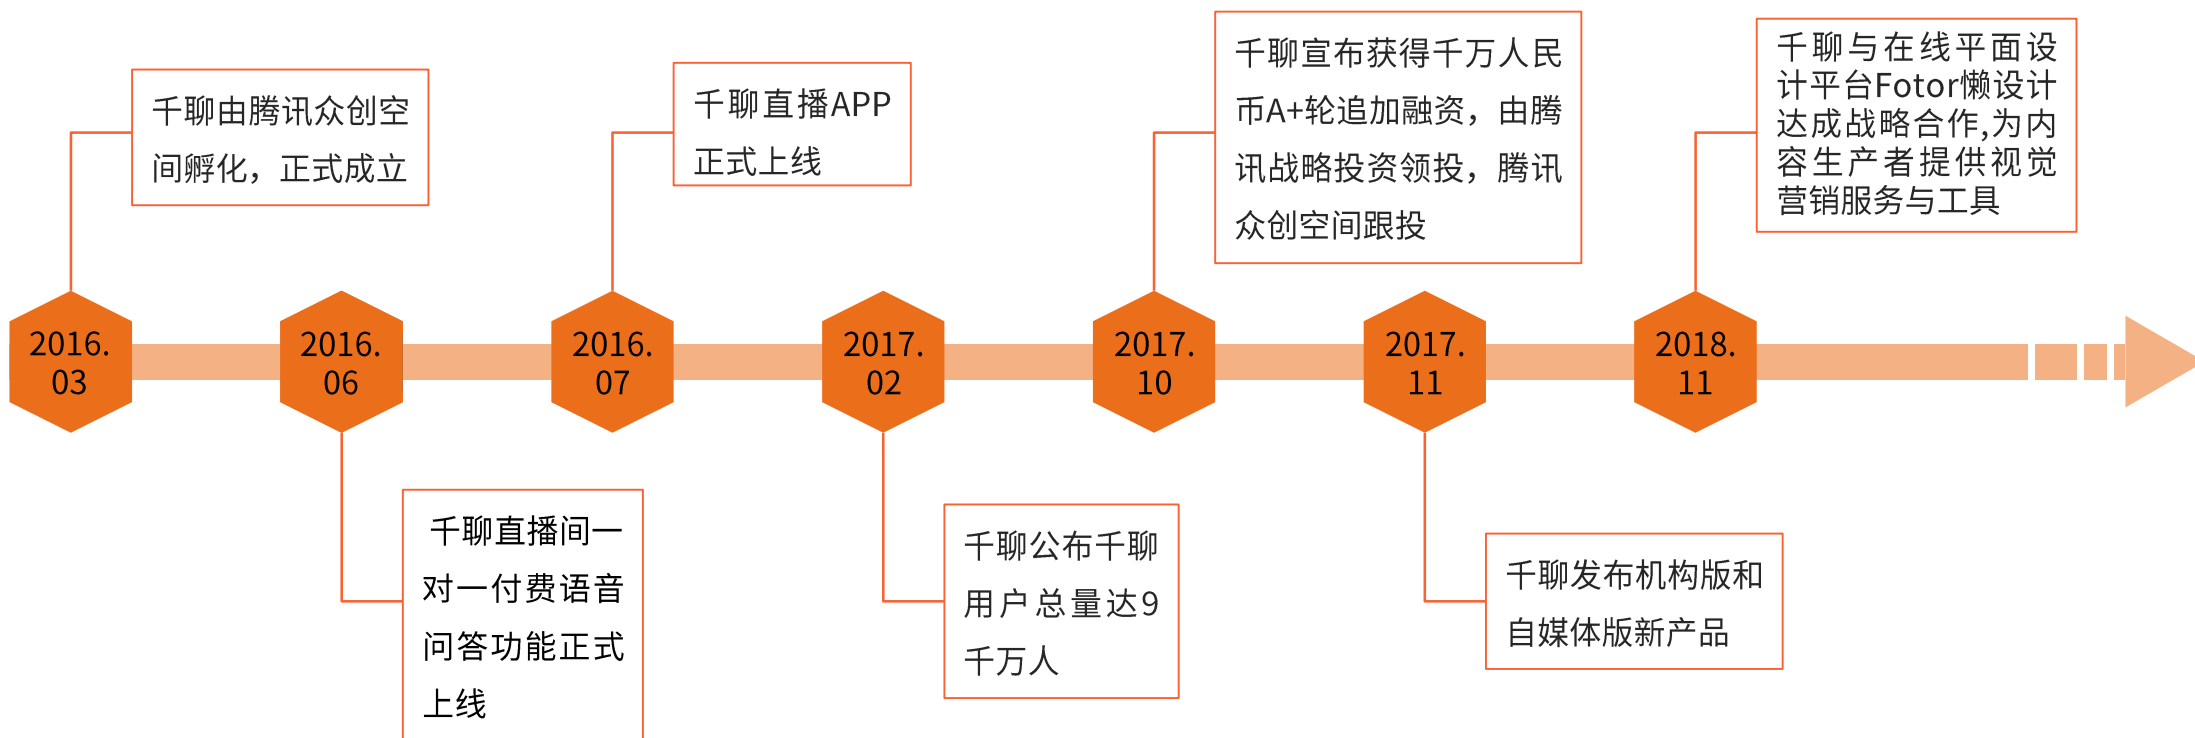 千聊由腾讯众创空
间孵化，正式成立
千聊直播APP
正式上线
千聊宣布获得千万人民
币A+轮追加融资，由腾
讯战略投资领投，腾讯
众创空间跟投
千聊与在线平面设
计平台Fotor懒设计
达成战略合作,为内
容生产者提供视觉
营销服务与工具
2016.
03
2016.
06
2016.
07
2017.
02
2017.
10
2017.
11
2018.
11
千聊直播间一
对一付费语音
问答功能正式
上线
千聊公布千聊
用户总量达9
千万人
千聊发布机构版和
自媒体版新产品